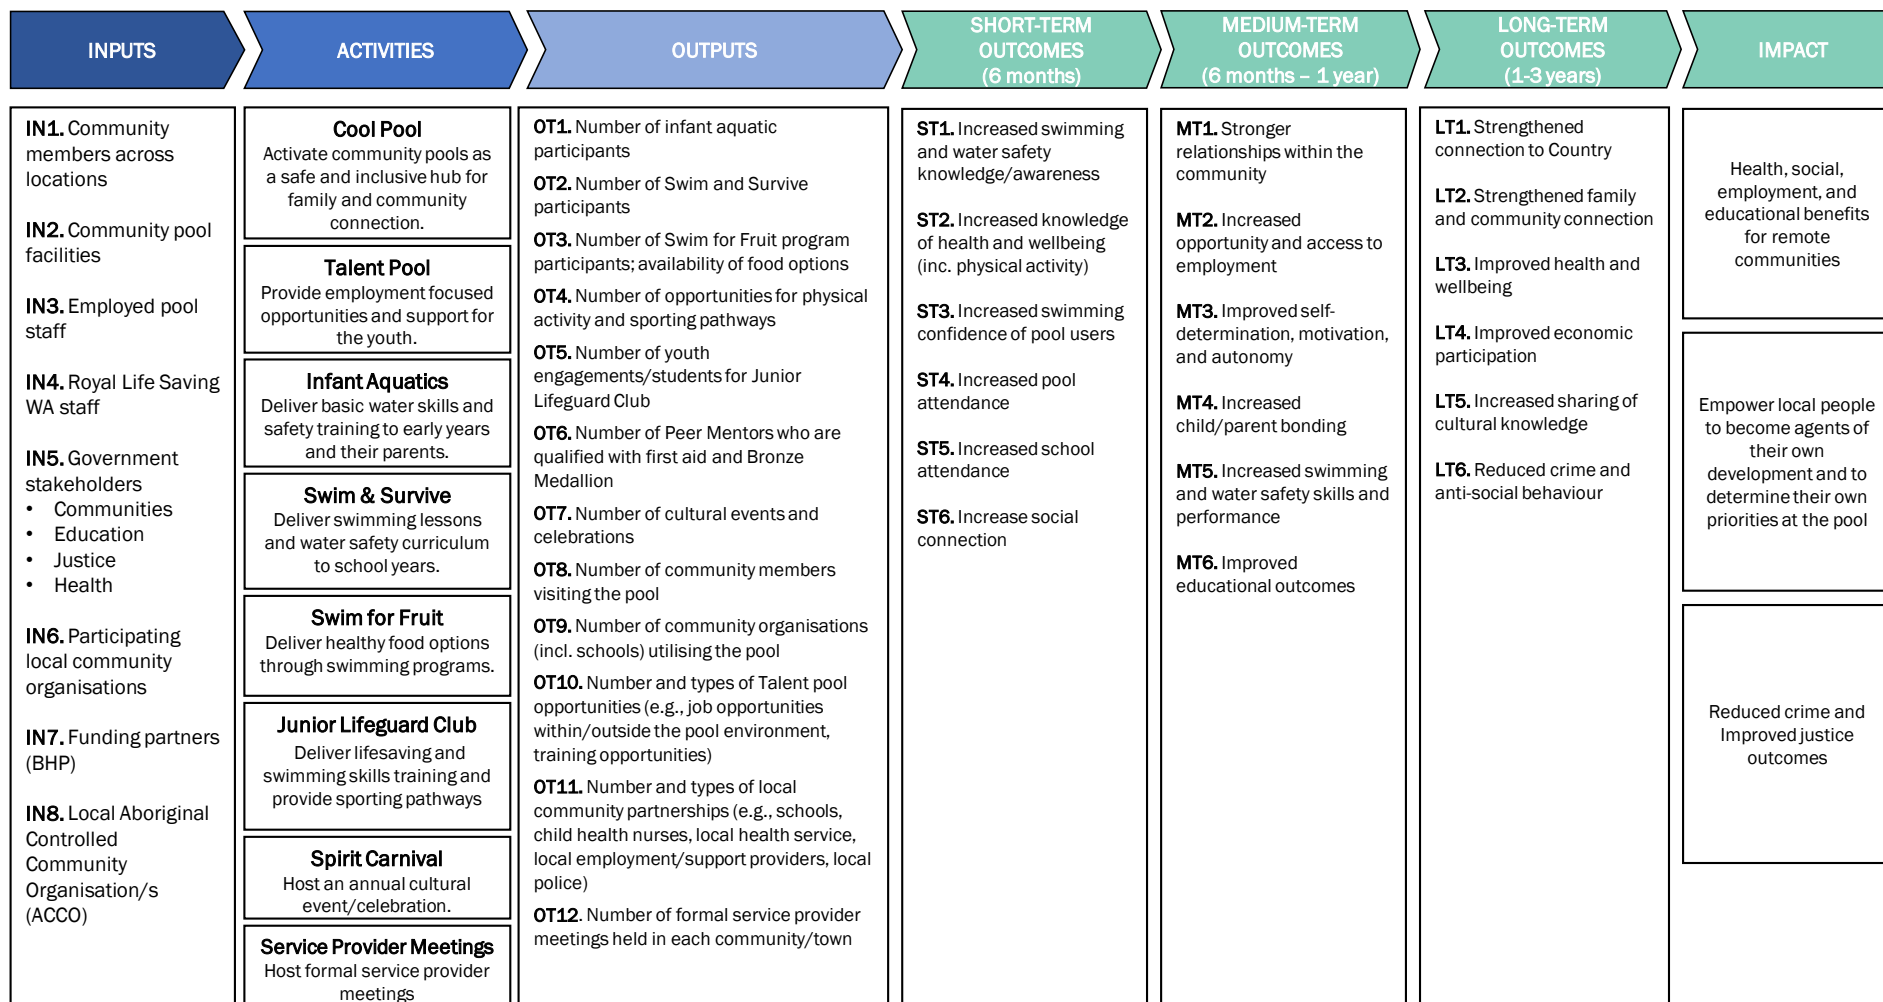 INPUTS
ACTIVITIES
OUTPUTS
SHORT-TERM
OUTCOMES
(6 months)
MEDIUM-TERM
OUTCOMES
(6 months – 1 year)
LONG-TERM
OUTCOMES
(1-3 years)
IMPACT
IN1. Community
members across
locations
IN2. Community pool
facilities
IN3. Employed pool
staff
IN4. Royal Life Saving
WA staff
IN5. Government
stakeholders
• Communities
• Education
• Justice
• Health
IN6. Participating
local community
organisations
IN7. Funding partners
(BHP)
IN8. Local Aboriginal
Controlled
Community
Organisation/s
(ACCO)
Cool Pool
Activate community pools as
a safe and inclusive hub for
family and community
connection.
Talent Pool
Provide employment focused
opportunities and support for
the youth.
Infant Aquatics
Deliver basic water skills and
safety training to early years
and their parents.
Swim & Survive
Deliver swimming lessons
and water safety curriculum
to school years.
Swim for Fruit
Deliver healthy food options
through swimming programs.
Junior Lifeguard Club
Deliver lifesaving and
swimming skills training and
provide sporting pathways
Spirit Carnival
Host an annual cultural
event/celebration.
Service Provider Meetings
Host formal service provider
meetings
OT1. Number of infant aquatic
participants
OT2. Number of Swim and Survive
participants
OT3. Number of Swim for Fruit program
participants; availability of food options
OT4. Number of opportunities for physical
activity and sporting pathways
OT5. Number of youth
engagements/students for Junior
Lifeguard Club
OT6. Number of Peer Mentors who are
qualified with first aid and Bronze
Medallion
OT7. Number of cultural events and
celebrations
OT8. Number of community members
visiting the pool
OT9. Number of community organisations
(incl. schools) utilising the pool
OT10. Number and types of Talent pool
opportunities (e.g., job opportunities
within/outside the pool environment,
training opportunities)
OT11. Number and types of local
community partnerships (e.g., schools,
child health nurses, local health service,
local employment/support providers, local
police)
OT12. Number of formal service provider
meetings held in each community/town
ST1. Increased swimming
and water safety
knowledge/awareness
ST2. Increased knowledge
of health and wellbeing
(inc. physical activity)
ST3. Increased swimming
confidence of pool users
ST4. Increased pool
attendance
ST5. Increased school
attendance
ST6. Increase social
connection
MT1. Stronger
relationships within the
community
MT2. Increased
opportunity and access to
employment
MT3. Improved self-
determination, motivation,
and autonomy
MT4. Increased
child/parent bonding
MT5. Increased swimming
and water safety skills and
performance
MT6. Improved
educational outcomes
LT1. Strengthened
connection to Country
LT2. Strengthened family
and community connection
LT3. Improved health and
wellbeing
LT4. Improved economic
participation
LT5. Increased sharing of
cultural knowledge
LT6. Reduced crime and
anti-social behaviour
Health, social,
employment, and
educational benefits
for remote
communities
Empower local people
to become agents of
their own
development and to
determine their own
priorities at the pool
Reduced crime and
Improved justice
outcomes